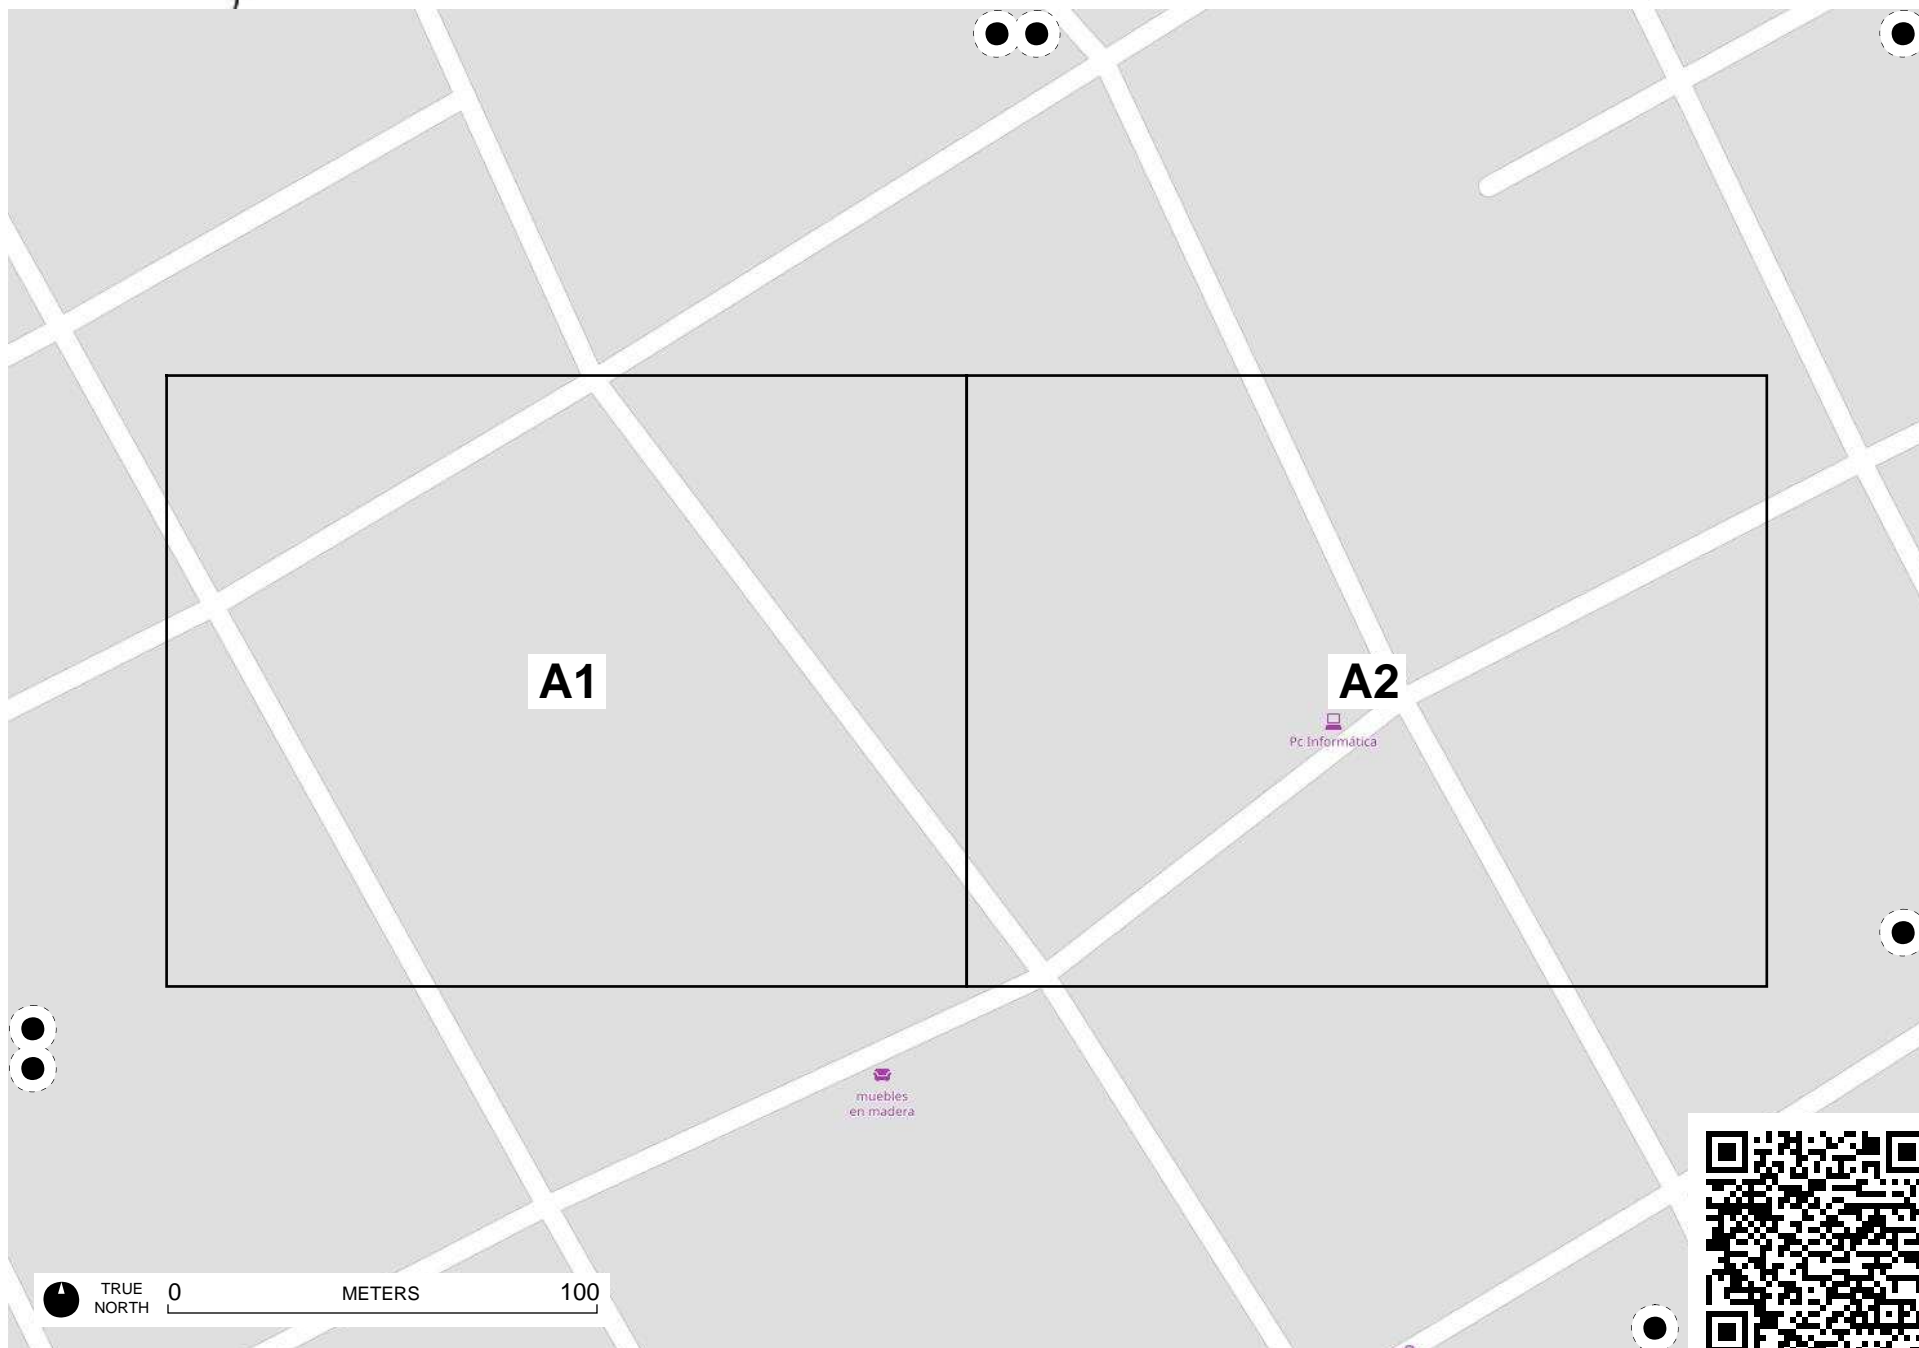 A1
A2
Pc Informática
muebles
en madera
TRUE
NORTH
0
METERS
100